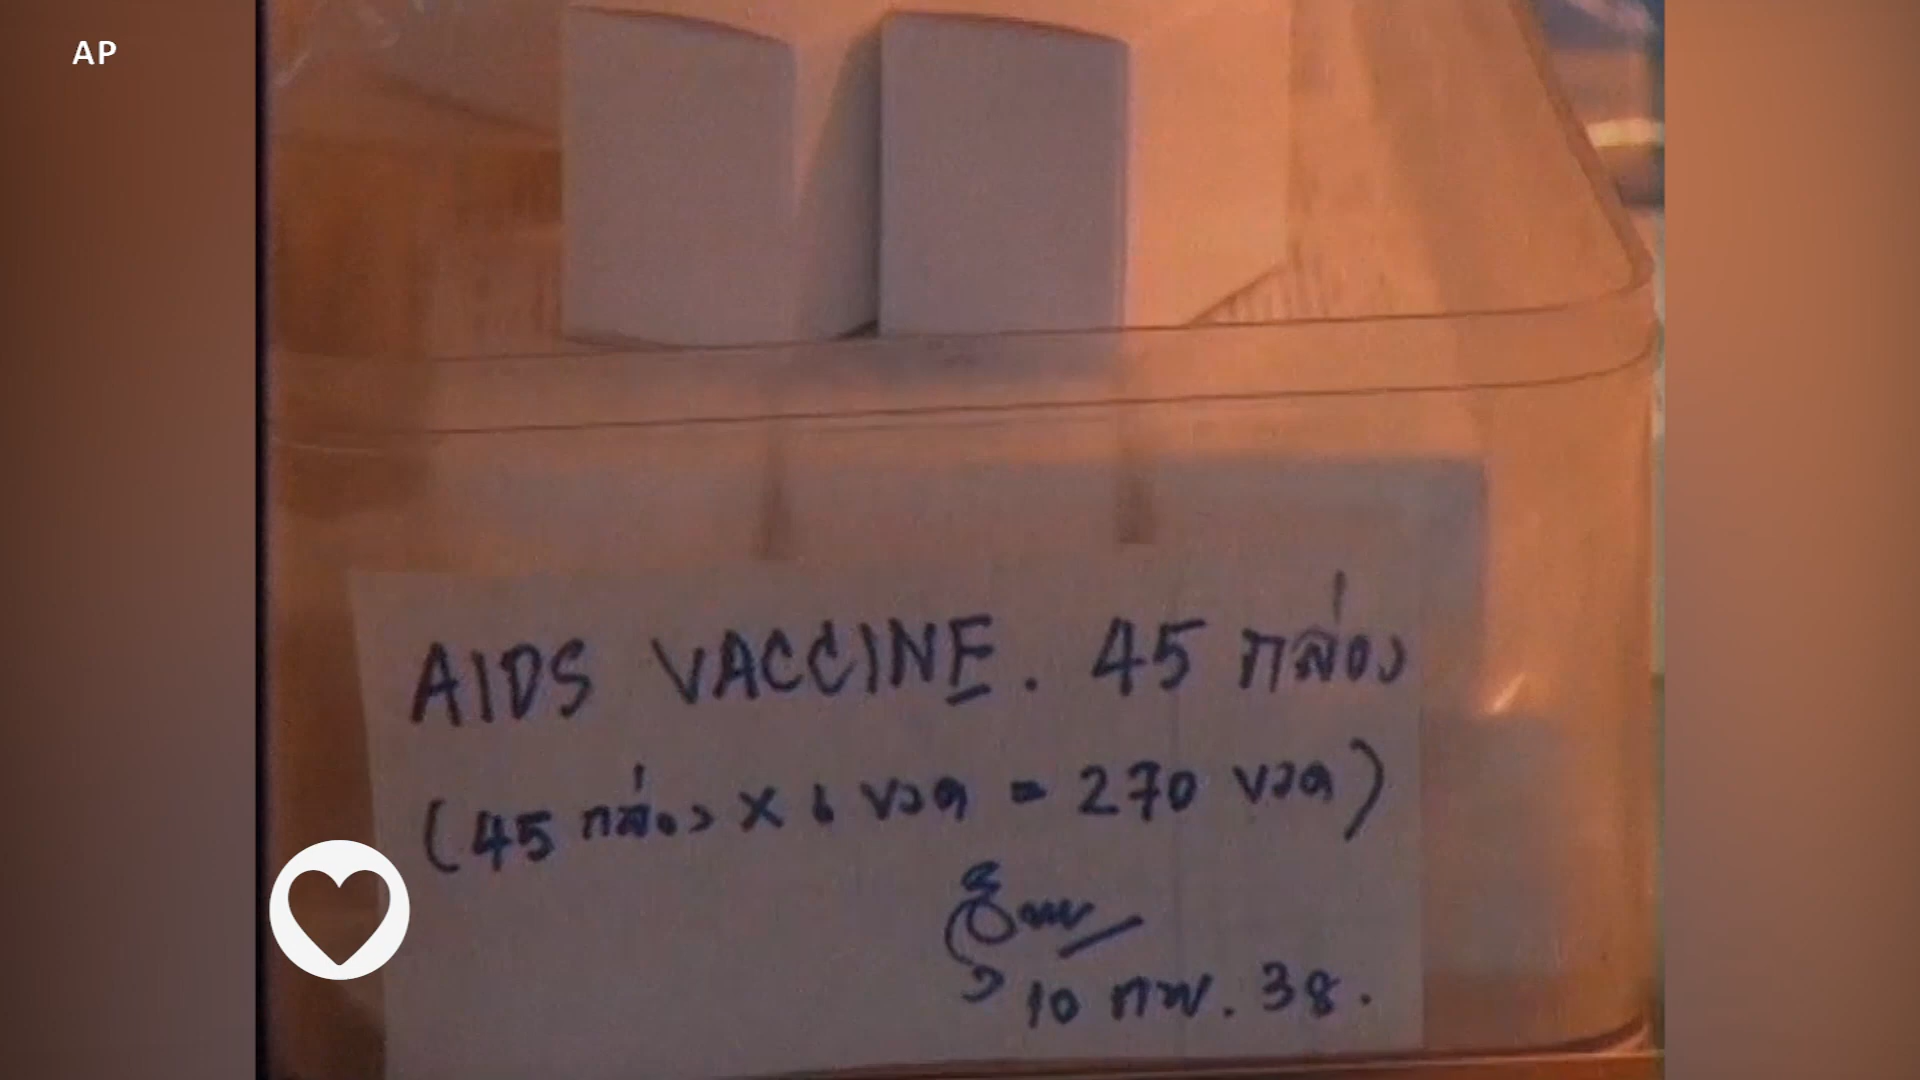 AP
AIDS VACCINE. 45 กล่อง
(45 กล่อง x 6 ขวด = 270 ขวด)
10 กพ. 38.